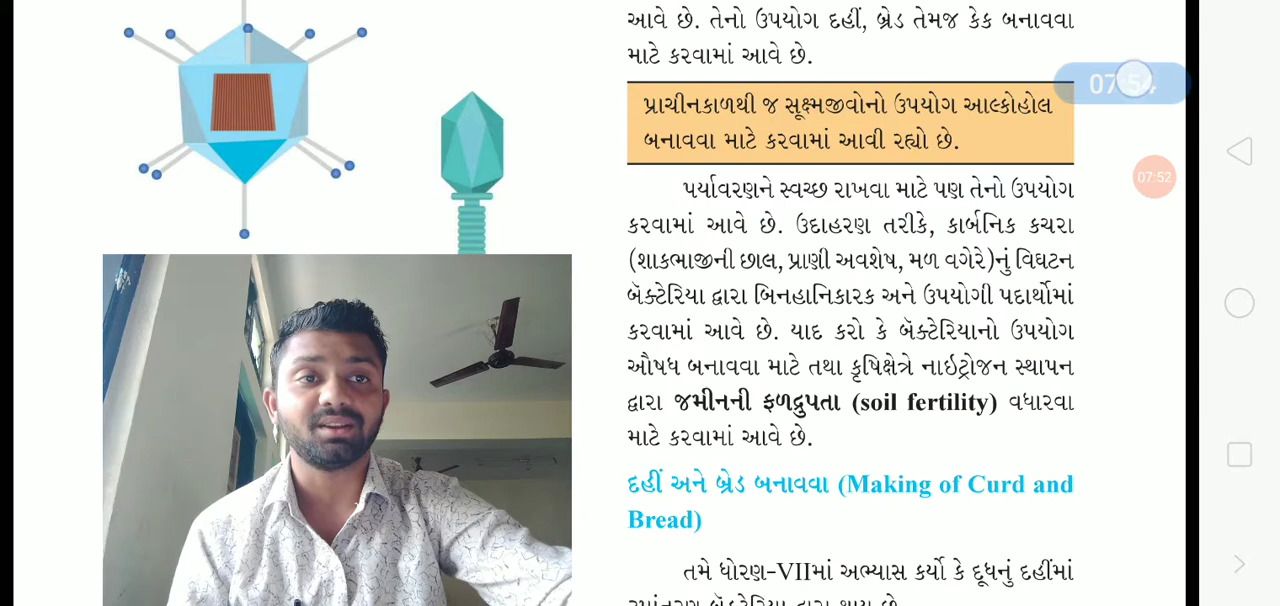 આવે છે. તેનો ઉપયોગ દહીં, બ્રેડ તેમજ કેક બનાવવા
માટે કરવામાં આવે છે.
07:54
પ્રાચીનકાળથી જ સૂક્ષ્મજીવોનો ઉપયોગ આલ્કોહોલ
બનાવવા માટે કરવામાં આવી રહ્યો છે.
07:52
પર્યાવરણને સ્વચ્છ રાખવા માટે પણ તેનો ઉપયોગ
કરવામાં આવે છે. ઉદાહરણ તરીકે, કાર્બનિક કચરા
(શાકભાજીની છાલ, પ્રાણી અવશેષ, મળ વગેરે)નું વિઘટન
બૅક્ટેરિયા દ્વારા બિનહાનિકારક અને ઉપયોગી પદાર્થોમાં
કરવામાં આવે છે. યાદ કરો કે બૅક્ટેરિયાનો ઉપયોગ
ઔષધ બનાવવા માટે તથા કૃષિક્ષેત્રે નાઇટ્રોજન સ્થાપન
દ્વારા જમીનની ફળદ્રુપતા (soil fertility) વધારવા
માટે કરવામાં આવે છે.
દહીં અને બ્રેડ બનાવવા (Making of Curd and
Bread)
તમે ધોરણ-VIIમાં અભ્યાસ કર્યો કે દૂધનું દહીંમાં
રૂપાંતરણ બૅક્ટેરિયા દ્વારા થાય છે.